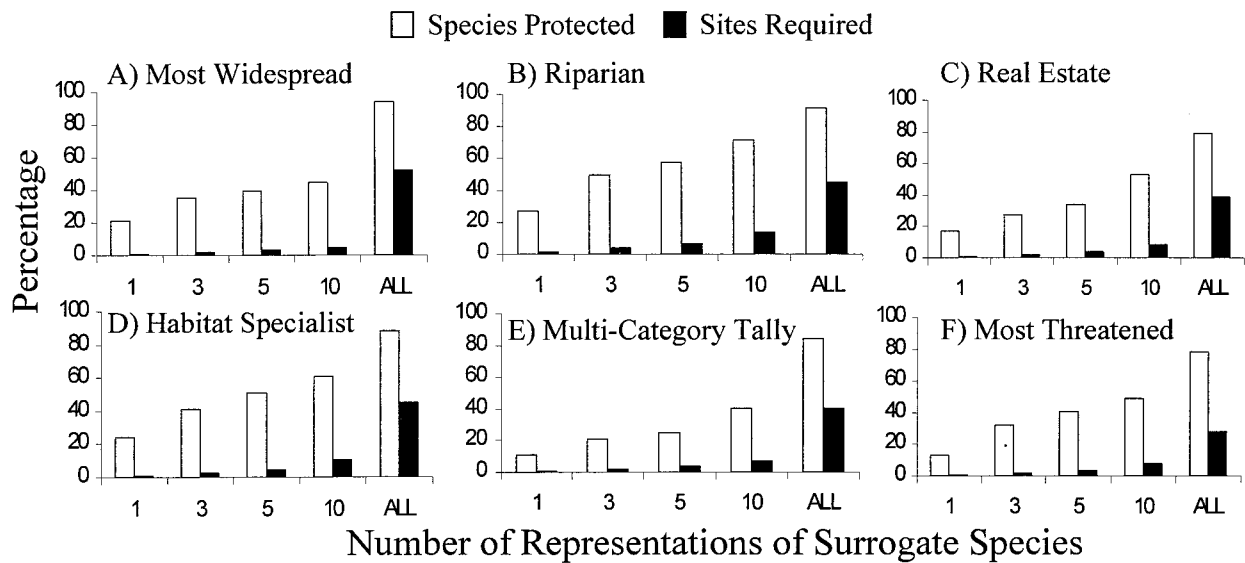 Species Protected Sites Required
A) Most Widespread
100
80
60
40
20
0
1 3 5 10 ALL
B) Riparian
100
80
60
40
20
0
1 3 5 10 ALL
C) Real Estate
100
80
60
40
20
0
1 3 5 10 ALL
Percentage
D) Habitat Specialist
100
80
60
40
20
0
1 3 5 10 ALL
E) Multi-Category Tally
100
80
60
40
20
0
1 3 5 10 ALL
F) Most Threatened
100
80
60
40
20
0
1 3 5 10 ALL
Number of Representations of Surrogate Species